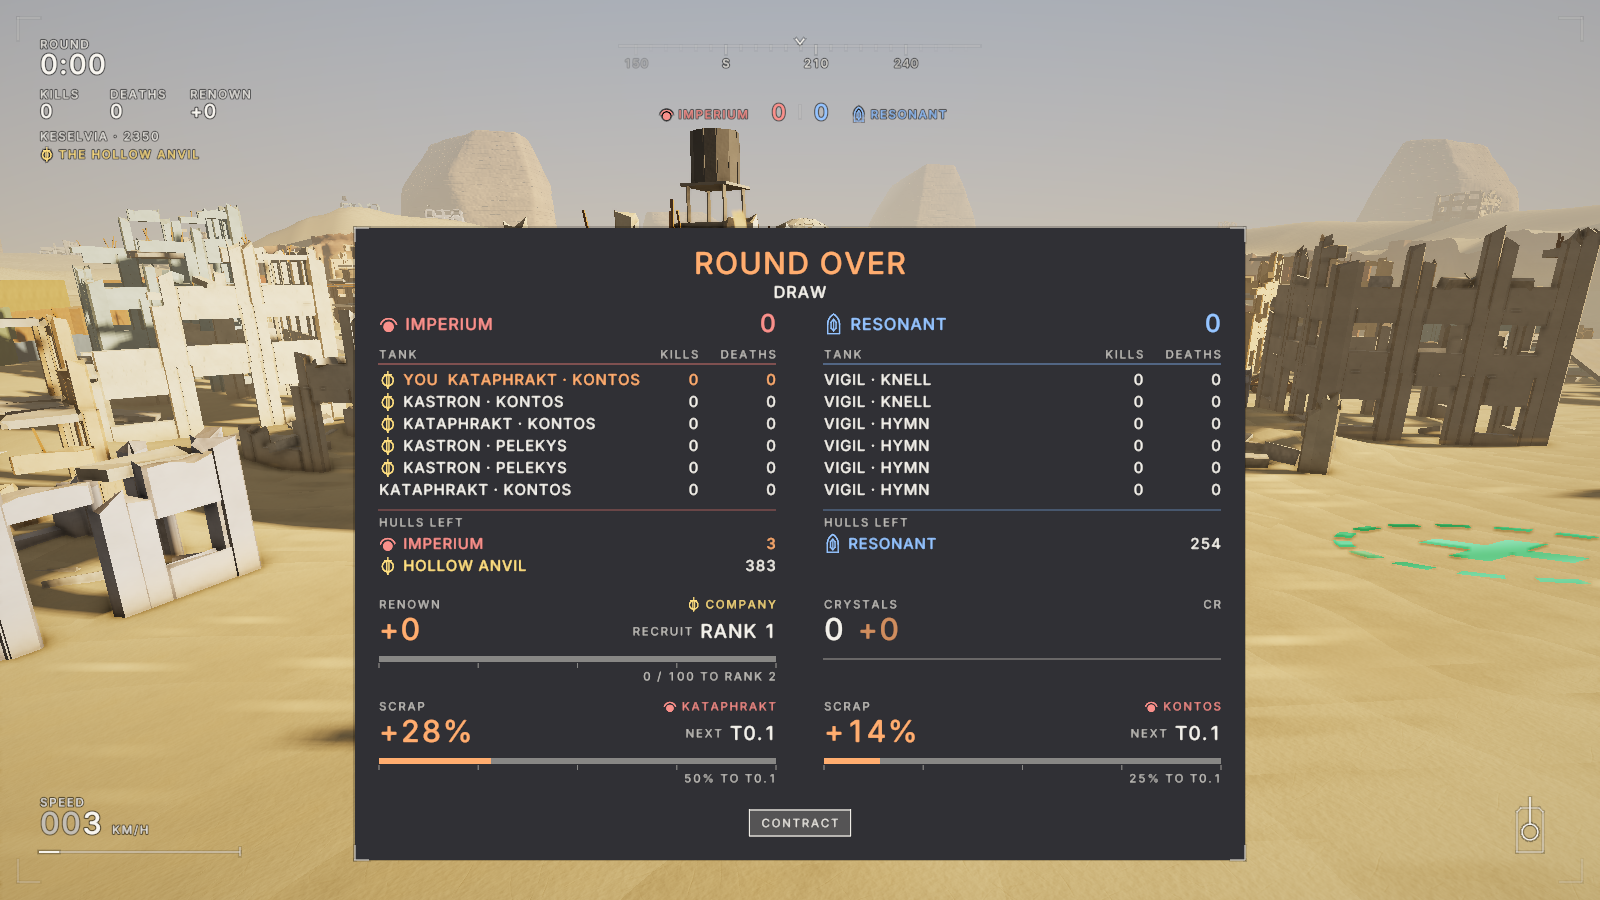 ROUND
0:00
KILLS DEATHS RENOWN
0 0 +0
KESELVIA · 2350
THE HOLLOW ANVIL
150 S 210 240
IMPERIUM 0 0 RESONANT
ROUND OVER
DRAW
IMPERIUM 0
TANK KILLS DEATHS
YOU KATAPHRAKT · KONTOS 0 0
KASTRON · KONTOS 0 0
KATAPHRAKT · KONTOS 0 0
KASTRON · PELEKYS 0 0
KASTRON · PELEKYS 0 0
KATAPHRAKT · KONTOS 0 0
HULLS LEFT
IMPERIUM 3
HOLLOW ANVIL 383
RESONANT 0
TANK KILLS DEATHS
VIGIL · KNELL 0 0
VIGIL · KNELL 0 0
VIGIL · HYMN 0 0
VIGIL · HYMN 0 0
VIGIL · HYMN 0 0
VIGIL · HYMN 0 0
HULLS LEFT
RESONANT 254
RENOWN COMPANY
+0 RECRUIT RANK 1
0 / 100 TO RANK 2
CRYSTALS CR
0 +0
SCRAP KATAPHRAKT
+28% NEXT T0.1
50% TO T0.1
SCRAP KONTOS
+14% NEXT T0.1
25% TO T0.1
CONTRACT
SPEED
003 KM/H